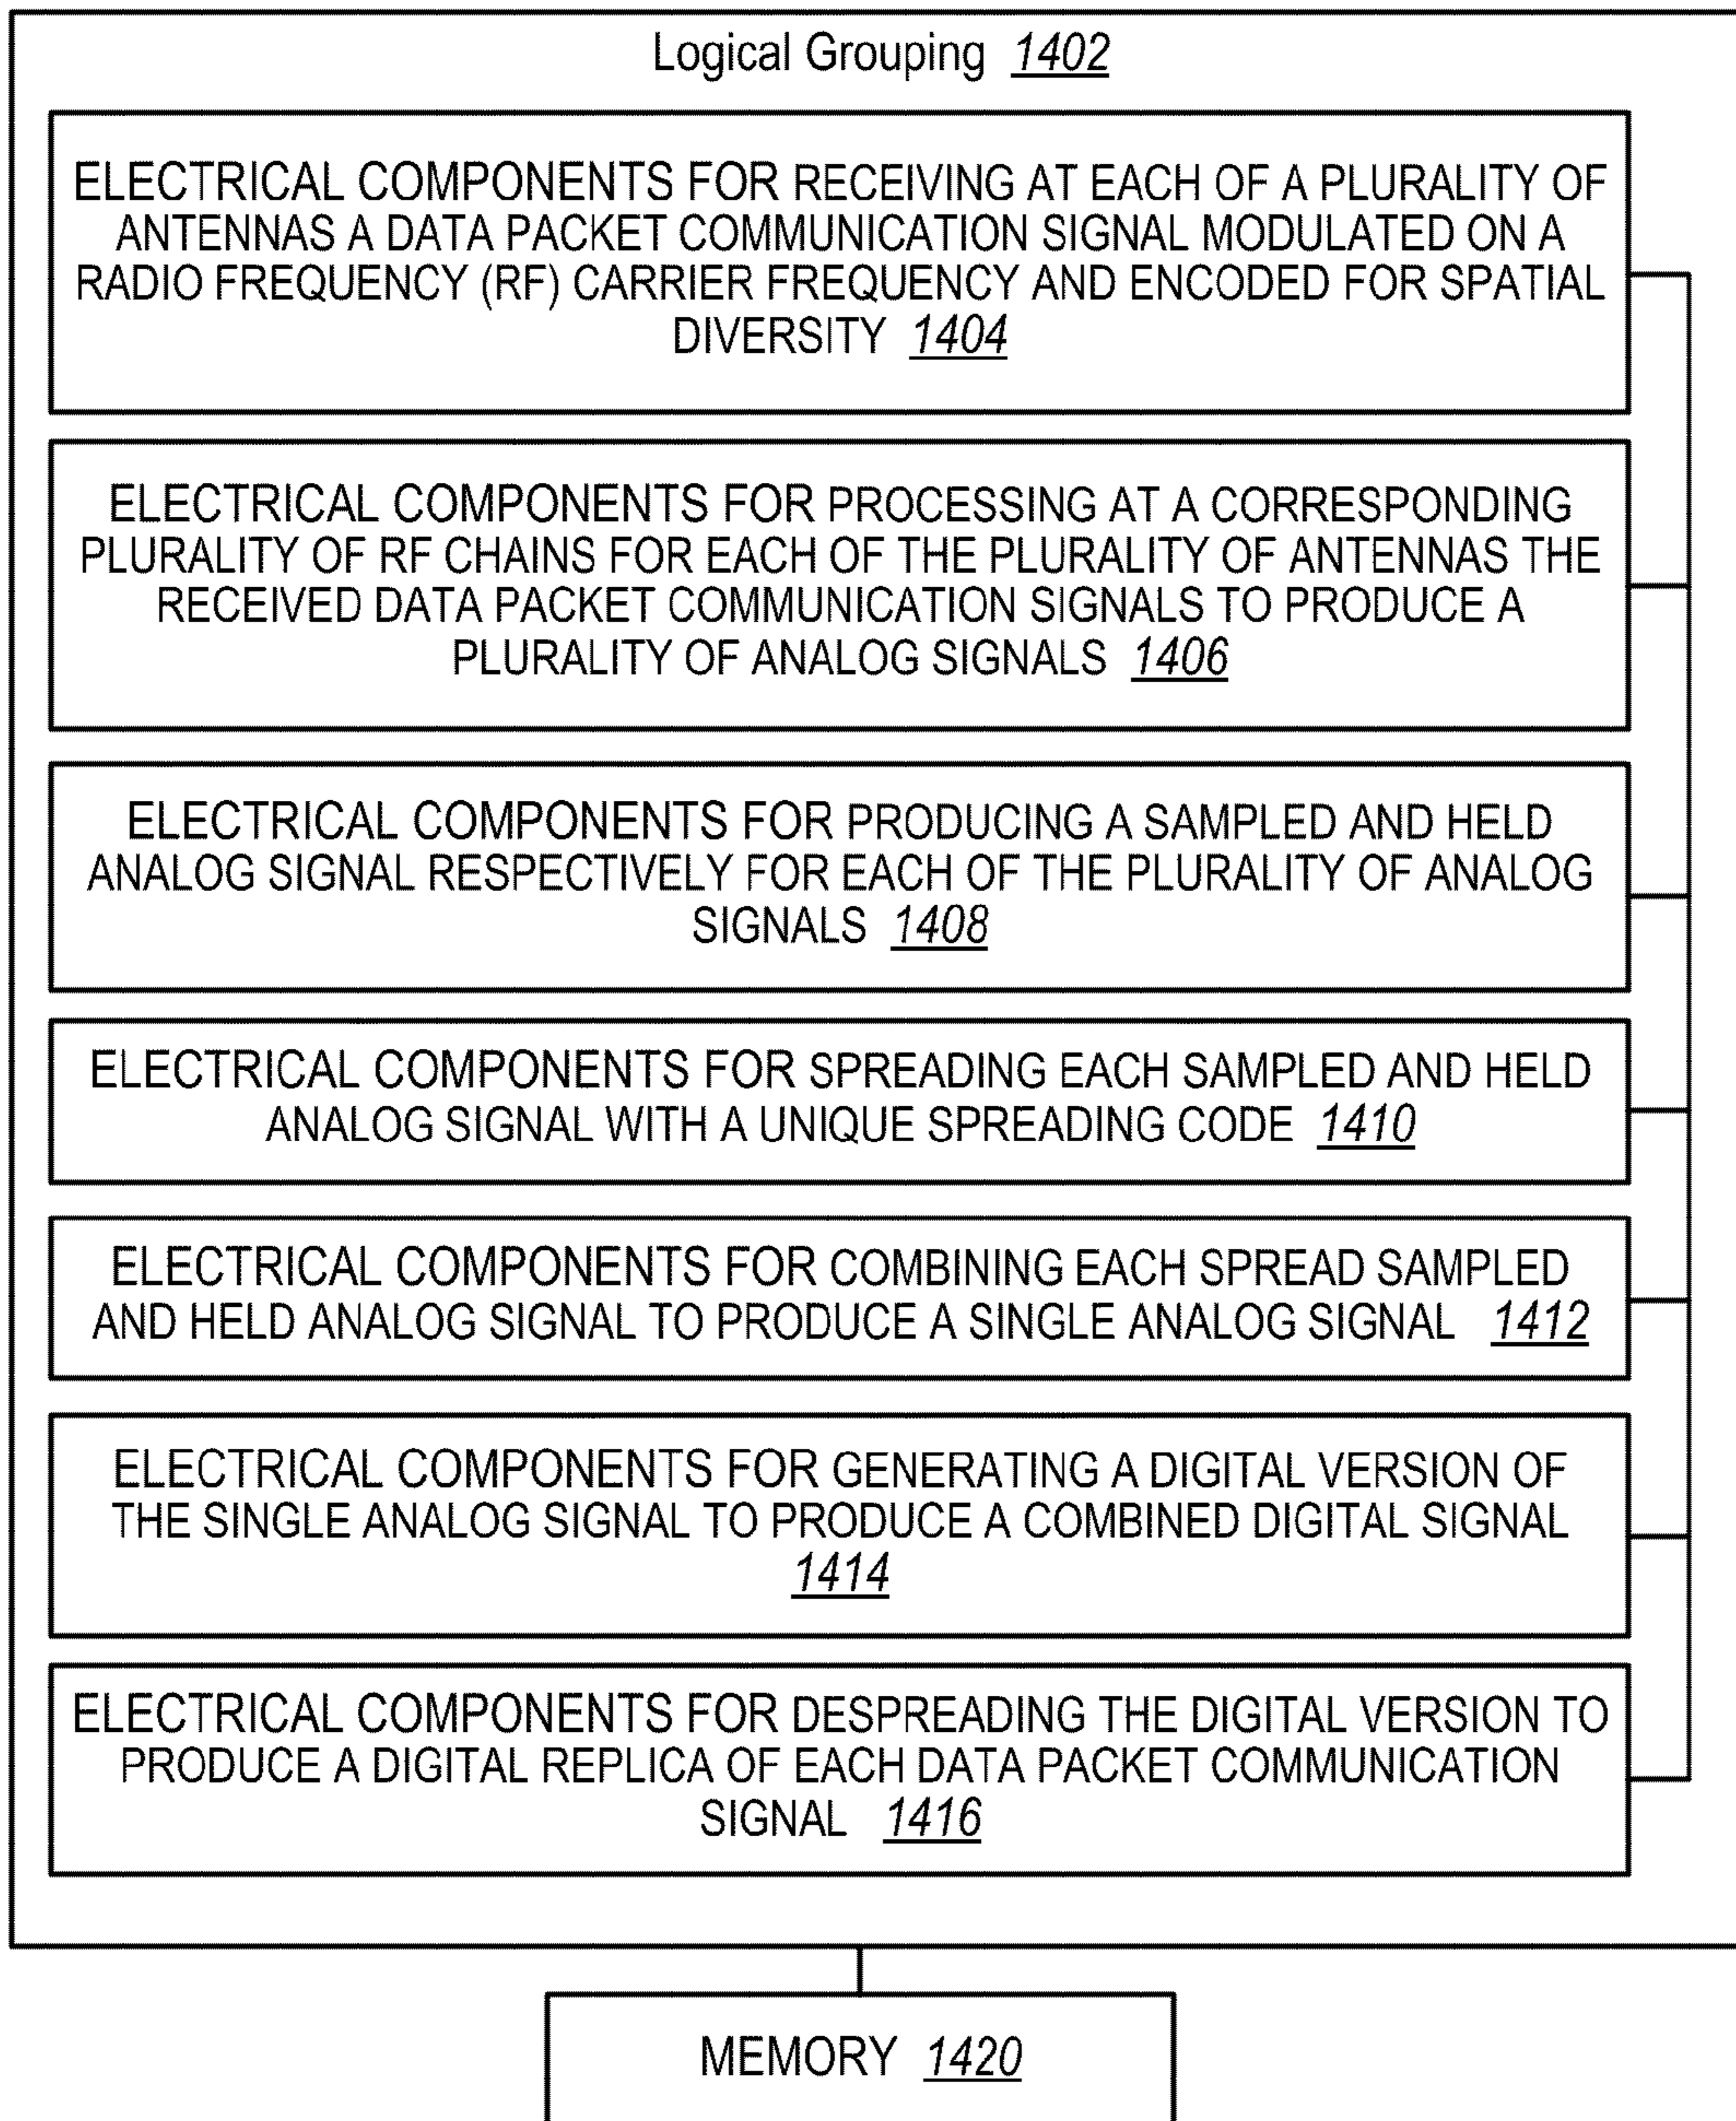 Logical Grouping 1402
ELECTRICAL COMPONENTS FOR RECEIVING AT EACH OF A PLURALITY OF
ANTENNAS A DATA PACKET COMMUNICATION SIGNAL MODULATED ON A
RADIO FREQUENCY (RF) CARRIER FREQUENCY AND ENCODED FOR SPATIAL
DIVERSITY 1404
ELECTRICAL COMPONENTS FOR PROCESSING AT A CORRESPONDING
PLURALITY OF RF CHAINS FOR EACH OF THE PLURALITY OF ANTENNAS THE
RECEIVED DATA PACKET COMMUNICATION SIGNALS TO PRODUCE A
PLURALITY OF ANALOG SIGNALS 1406
ELECTRICAL COMPONENTS FOR PRODUCING A SAMPLED AND HELD
ANALOG SIGNAL RESPECTIVELY FOR EACH OF THE PLURALITY OF ANALOG
SIGNALS 1408
ELECTRICAL COMPONENTS FOR SPREADING EACH SAMPLED AND HELD
ANALOG SIGNAL WITH A UNIQUE SPREADING CODE 1410
ELECTRICAL COMPONENTS FOR COMBINING EACH SPREAD SAMPLED
AND HELD ANALOG SIGNAL TO PRODUCE A SINGLE ANALOG SIGNAL 1412
ELECTRICAL COMPONENTS FOR GENERATING A DIGITAL VERSION OF
THE SINGLE ANALOG SIGNAL TO PRODUCE A COMBINED DIGITAL SIGNAL
1414
ELECTRICAL COMPONENTS FOR DESPREADING THE DIGITAL VERSION TO
PRODUCE A DIGITAL REPLICA OF EACH DATA PACKET COMMUNICATION
SIGNAL 1416
MEMORY 1420